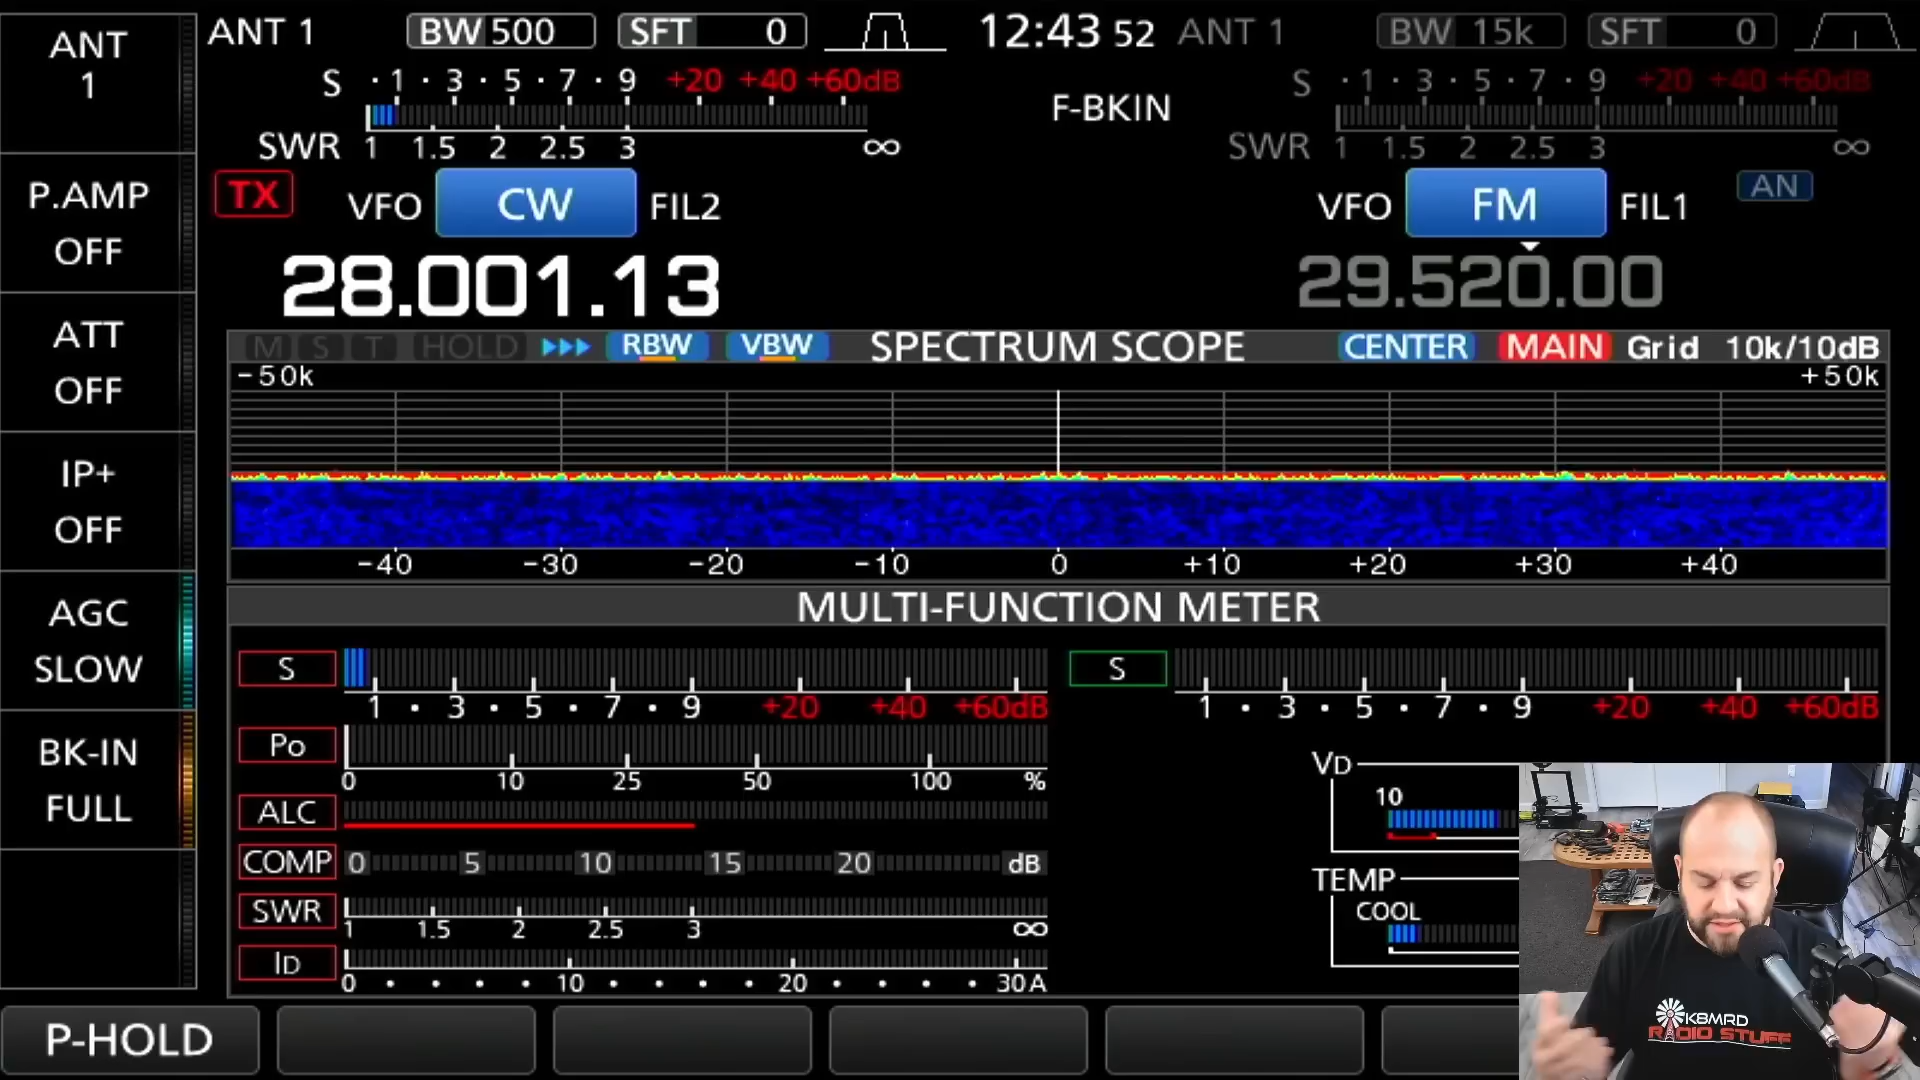 ANT
1
P.AMP
OFF
ATT
OFF
IP+
OFF
AGC
SLOW
BK-IN
FULL
ANT 1 BW 500 SFT 0 12:43 52 ANT 1 BW 15k SFT 0
S ·1·3·5·7·9 +20 +40 +60dB F-BKIN S ·1·3·5·7·9 +20 +40 +60dB
SWR 1 1.5 2 2.5 3 ∞ SWR 1 1.5 2 2.5 3 ∞
TX VFO CW FIL2 VFO FM FIL1 AN
28.001.13 29.520.00
M S T HOLD RBW VBW SPECTRUM SCOPE CENTER MAIN Grid 10k/10dB
-50k +50k
-40 -30 -20 -10 0 +10 +20 +30 +40
MULTI-FUNCTION METER
S S
1·3·5·7·9 +20 +40 +60dB 1·3·5·7·9 +20 +40 +60dB
Po
0 10 25 50 100 %
ALC
COMP 0 5 10 15 20 dB
SWR
1 1.5 2 2.5 3 ∞
ID
0 · · · · 10 · · · · 20 · · · · 30A
VD
10
TEMP
COOL
P-HOLD
K8MRD
RADIO STUFF